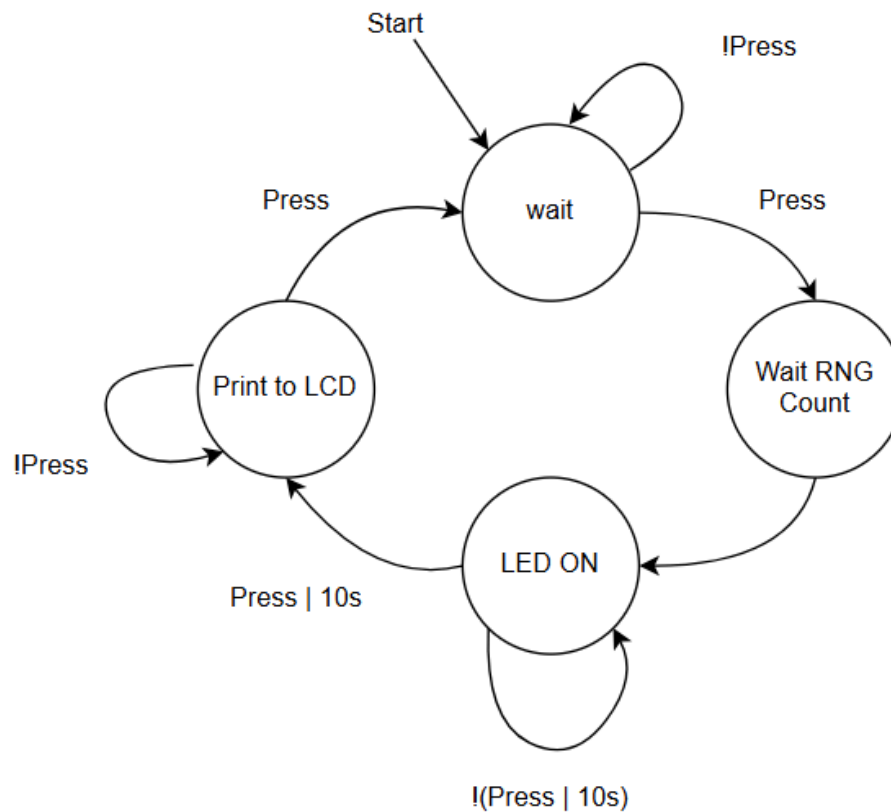 Start
!Press
Press
wait
Press
Print to LCD
Wait RNG
Count
!Press
LED ON
Press | 10s
!(Press | 10s)